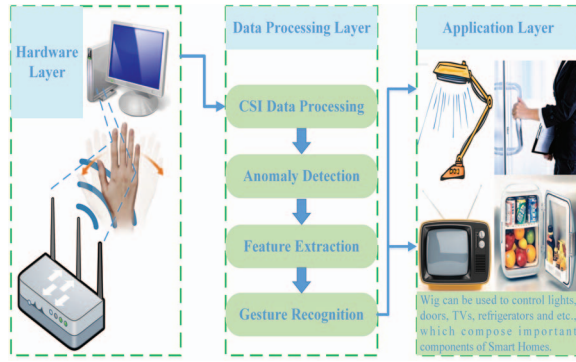 Hardware
Layer
Data Processing Layer
CSI Data Processing
Anomaly Detection
Feature Extraction
Gesture Recognition
Application Layer
Wig can be used to control lights,
doors, TVs, refrigerators and etc.,
which compose important
components of Smart Homes.